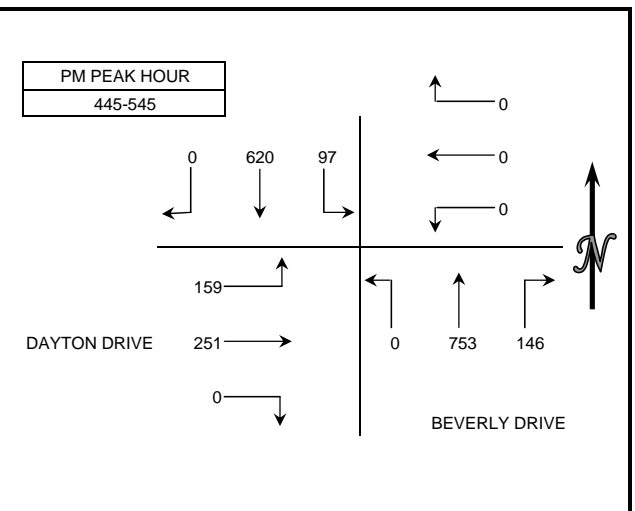 PM PEAK HOUR
445-545
0
0 620 97 0
0
159
DAYTON DRIVE 251 0 753 146
0
BEVERLY DRIVE
N